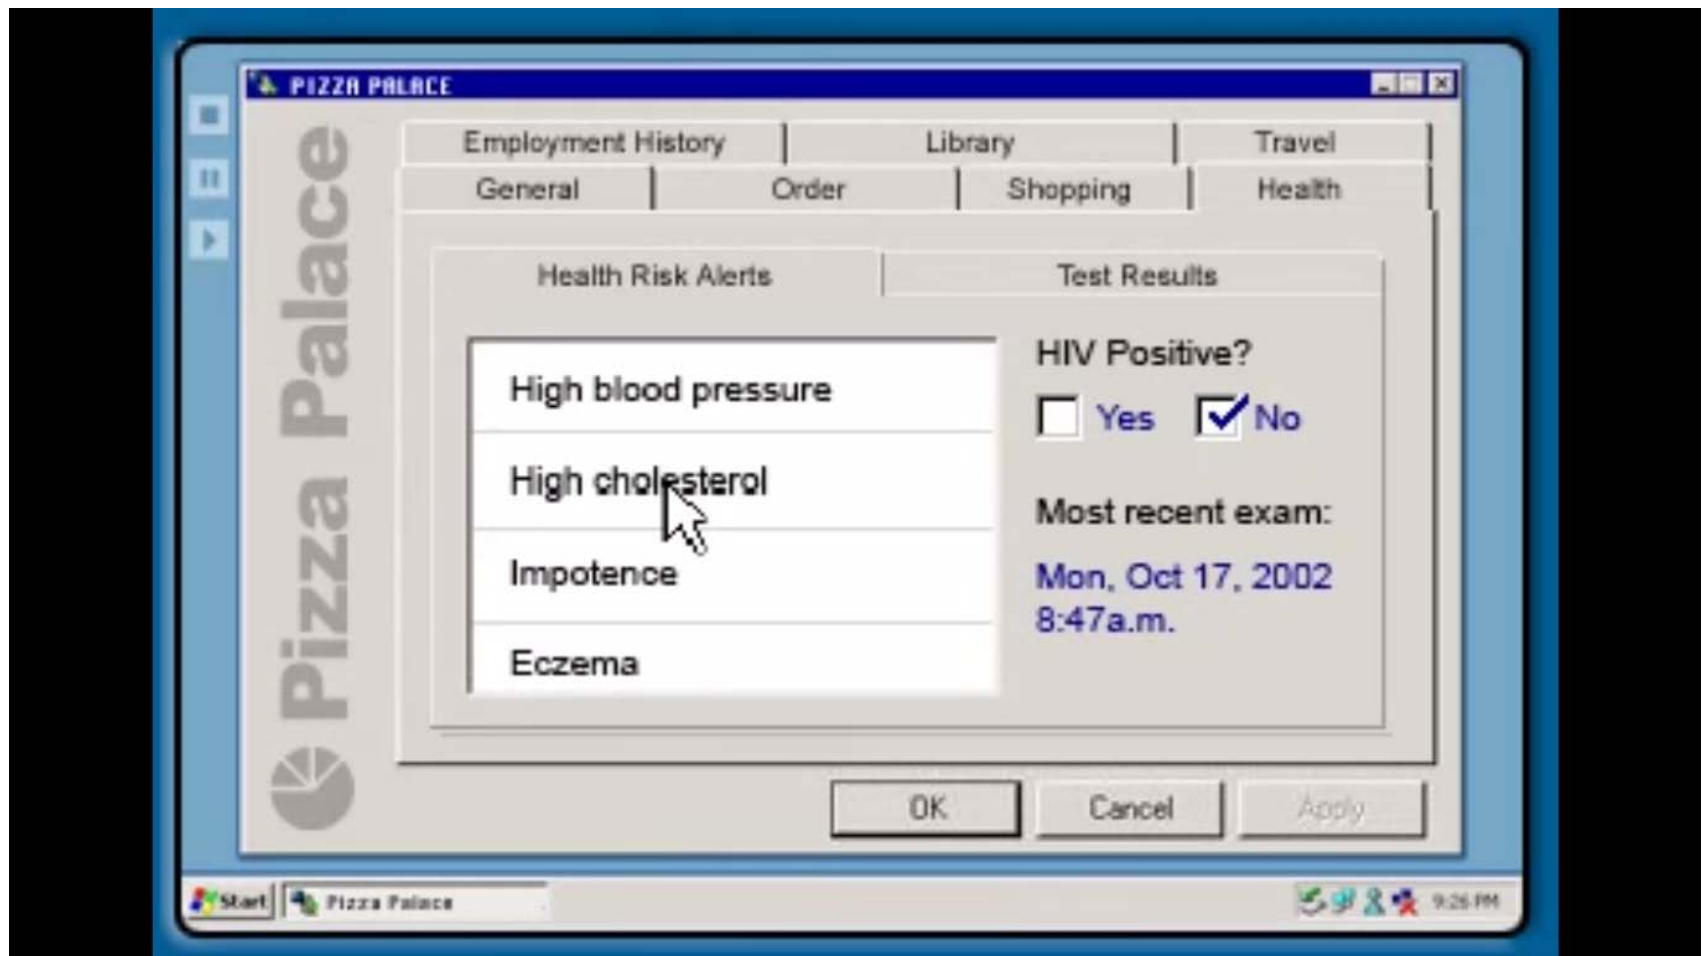 PIZZA PALACE
Employment History
Library
Travel
General
Order
Shopping
Health
Health Risk Alerts
Test Results
High blood pressure
High cholesterol
Impotence
Eczema
HIV Positive?
Yes
No
Most recent exam:
Mon, Oct 17, 2002
8:47a.m.
Pizza Palace
OK
Cancel
Apply
Start
Pizza Palace
9:26 PM